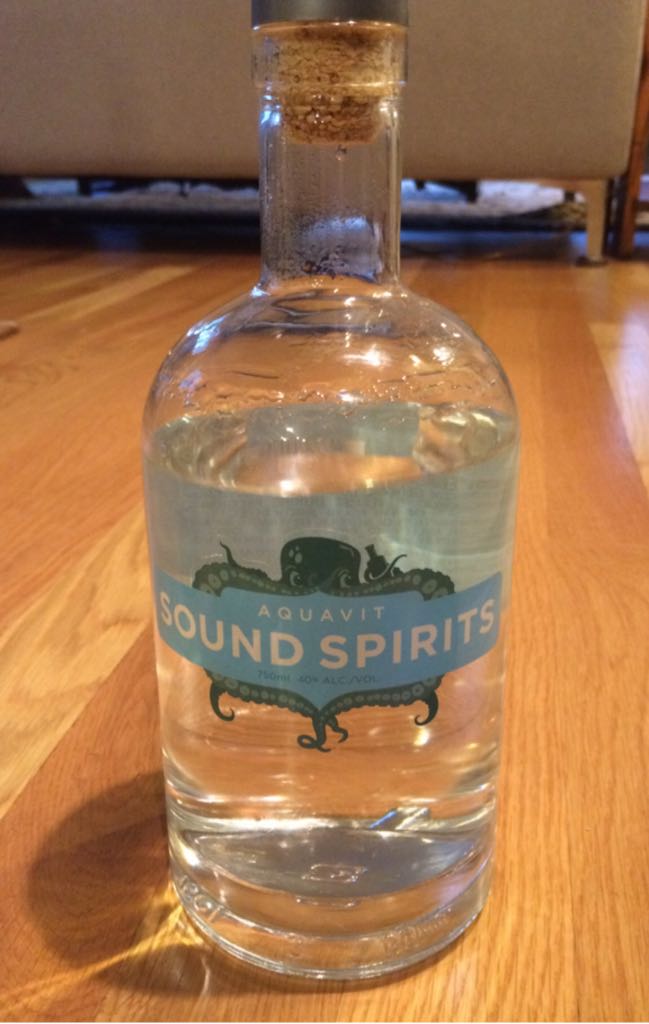 AQUAVIT
SOUND SPIRITS
750ml 40% ALC./VOL.